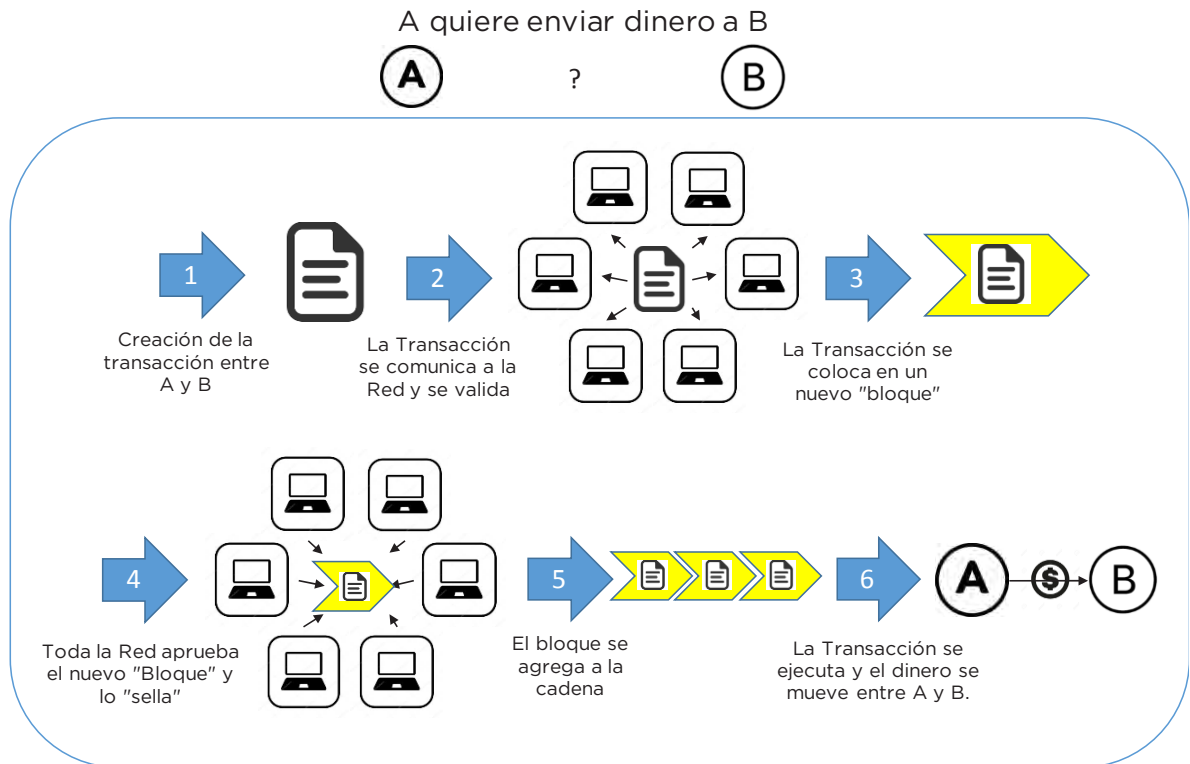 A quiere enviar dinero a B
A
?
B
1
Creación de la
transacción entre
A y B
2
La Transacción
se comunica a la
Red y se valida
3
La Transacción se
coloca en un
nuevo "bloque"
4
Toda la Red aprueba
el nuevo "Bloque" y
lo "sella"
5
El bloque se
agrega a la
cadena
6
A
$
B
La Transacción se
ejecuta y el dinero se
mueve entre A y B.